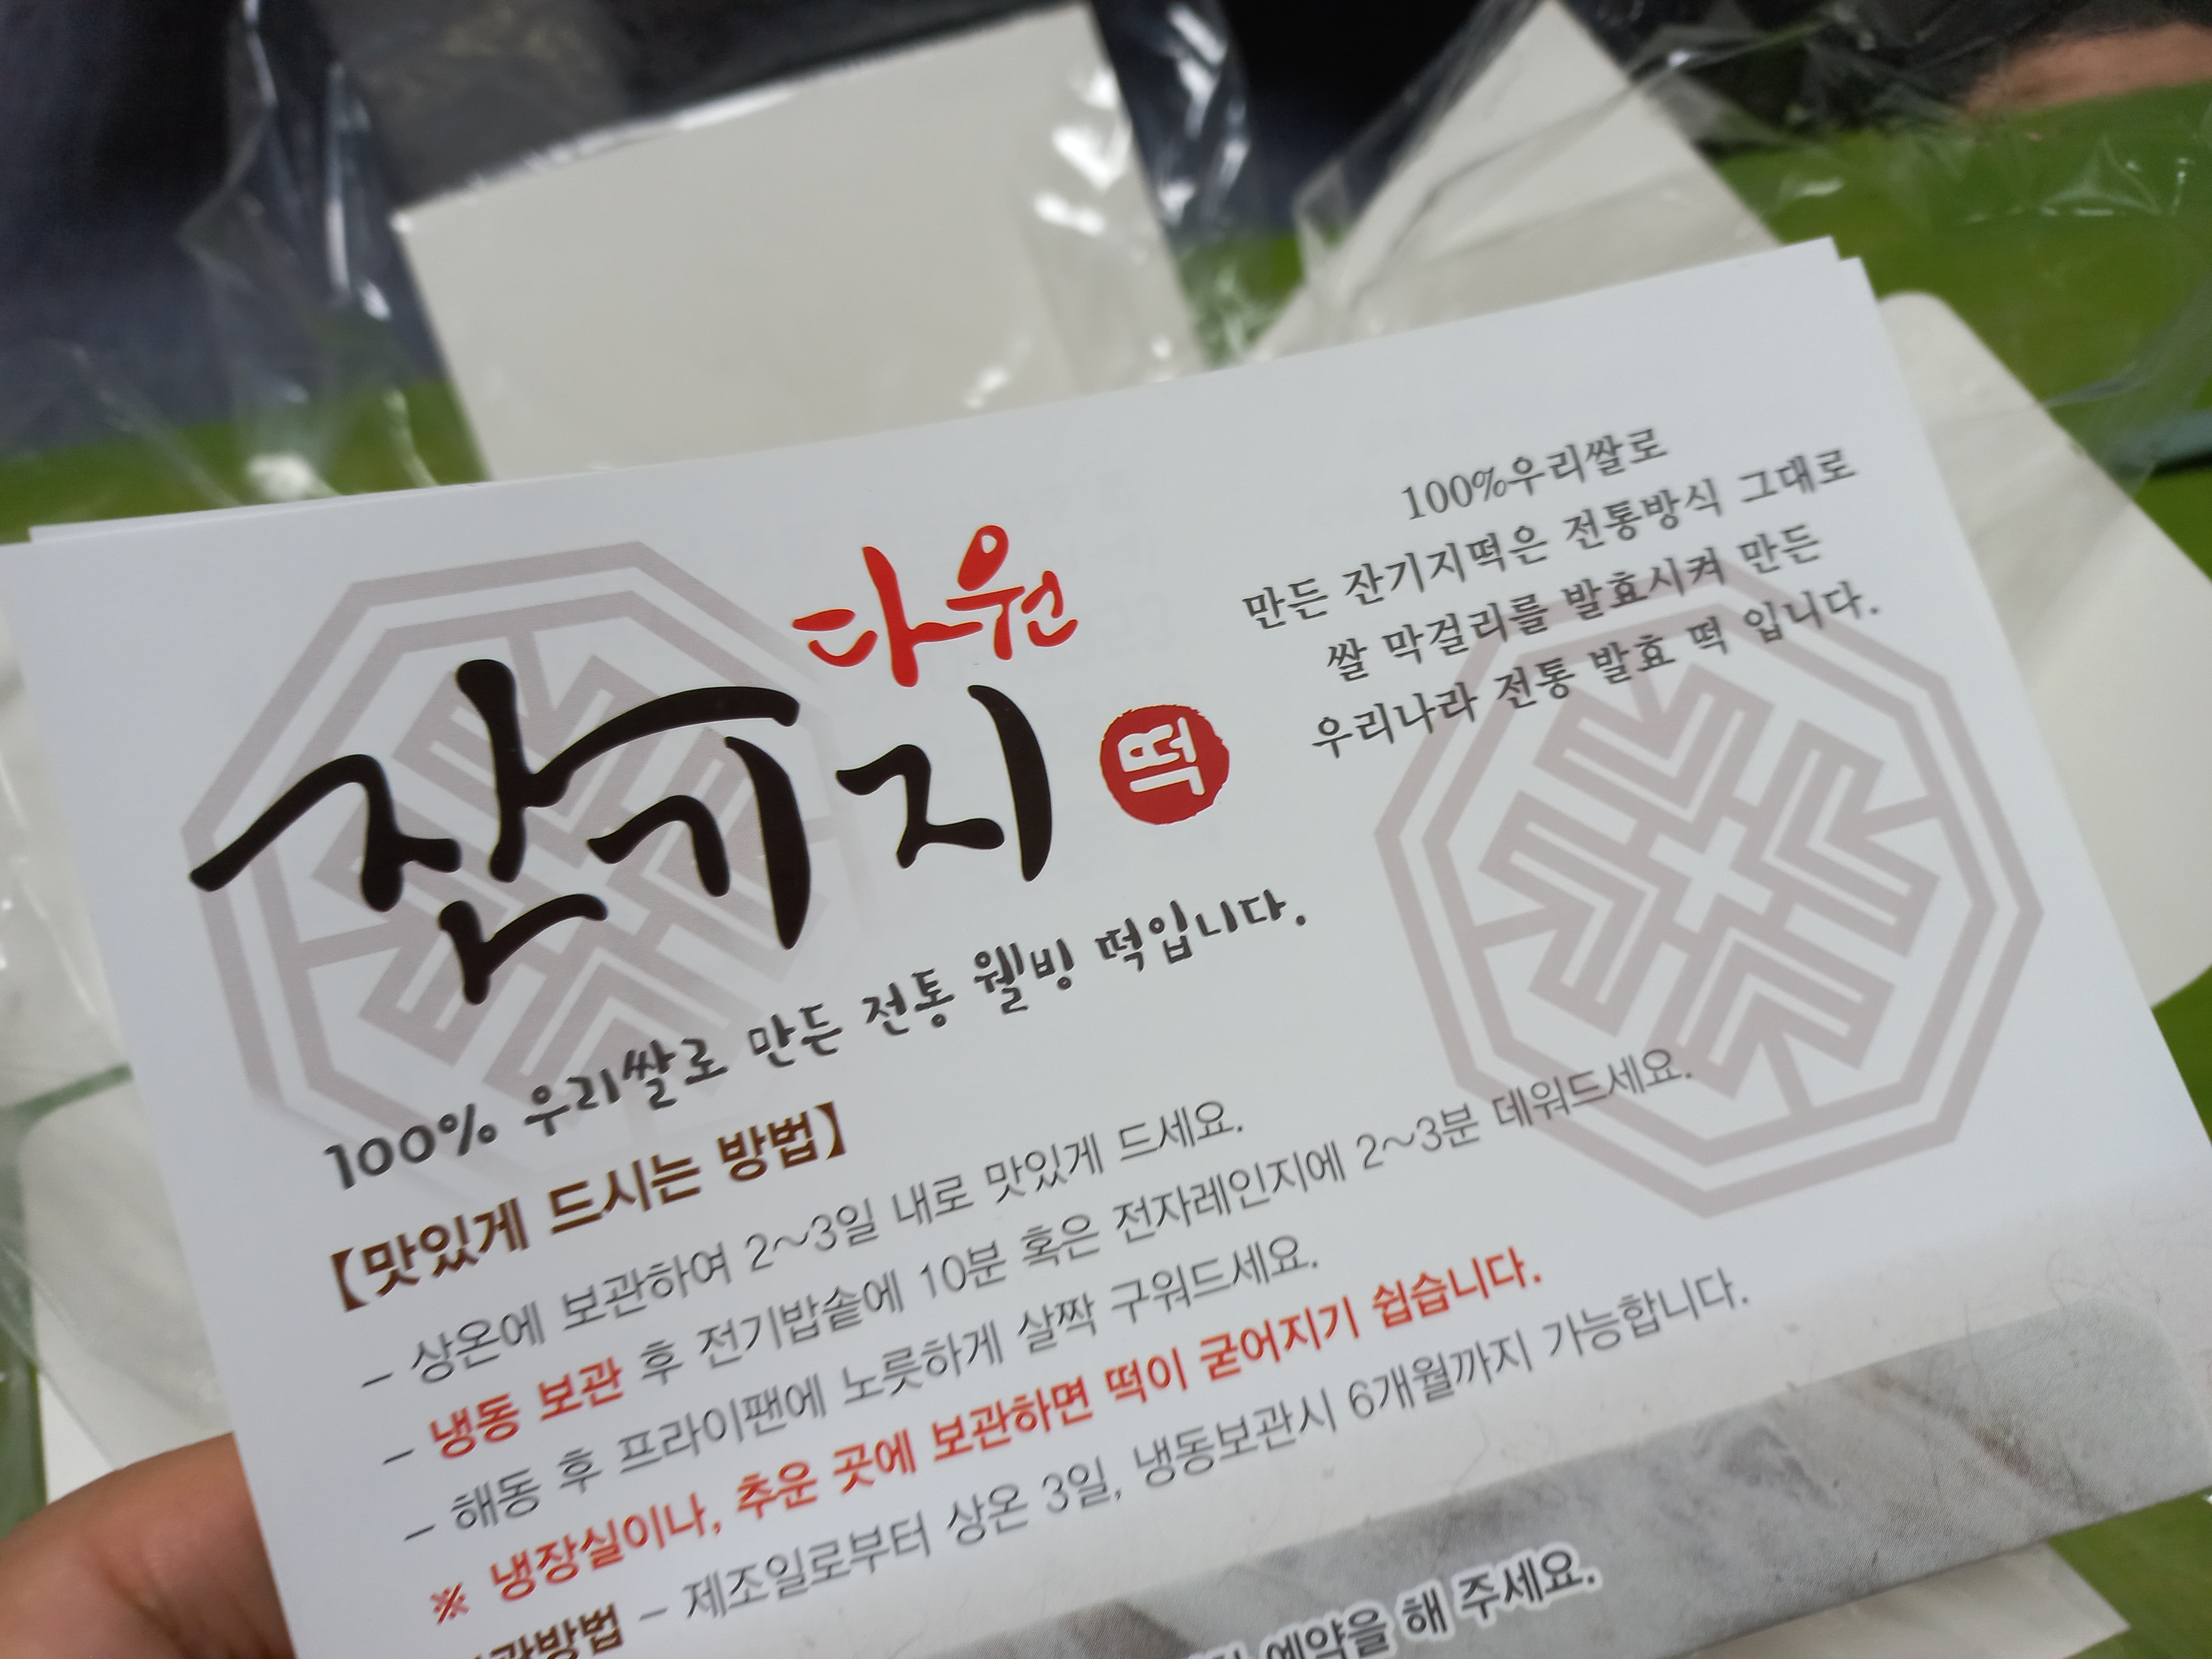 다원
잔기지떡
100%우리쌀로
만든 잔기지떡은 전통방식 그대로
쌀 막걸리를 발효시켜 만든
우리나라 전통 발효 떡 입니다.
100% 우리쌀로 만든 전통 웰빙 떡입니다.
【맛있게 드시는 방법】
- 상온에 보관하여 2~3일 내로 맛있게 드세요.
- 냉동 보관 후 전기밥솥에 10분 혹은 전자레인지에 2~3분 데워드세요.
- 해동 후 프라이팬에 노릇하게 살짝 구워드세요.
※ 냉장실이나, 추운 곳에 보관하면 떡이 굳어지기 쉽습니다.
- 제조일로부터 상온 3일, 냉동보관시 6개월까지 가능합니다.
예약을 해 주세요.